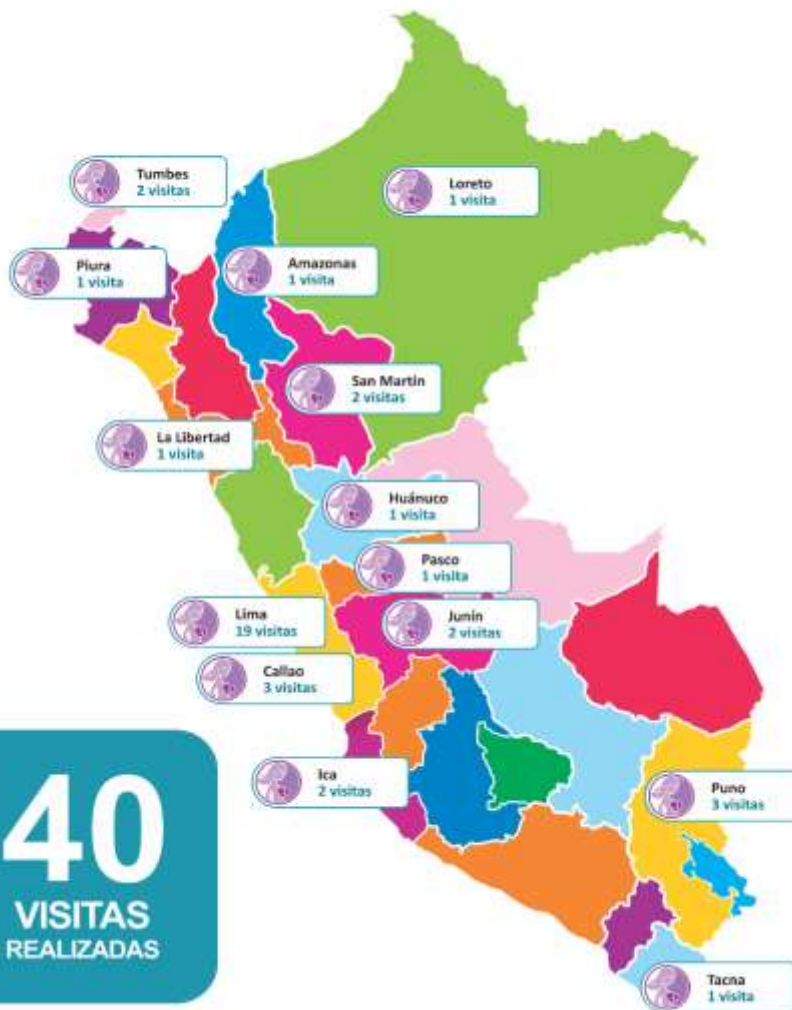 Tumbes
2 visitas
Loreto
1 visita
Piura
1 visita
Amazonas
1 visita
San Martín
2 visitas
La Libertad
1 visita
Huánuco
1 visita
Pasco
1 visita
Lima
19 visitas
Junín
2 visitas
Callao
3 visitas
Ica
2 visitas
Puno
3 visitas
40
VISITAS
REALIZADAS
Tacna
1 visita